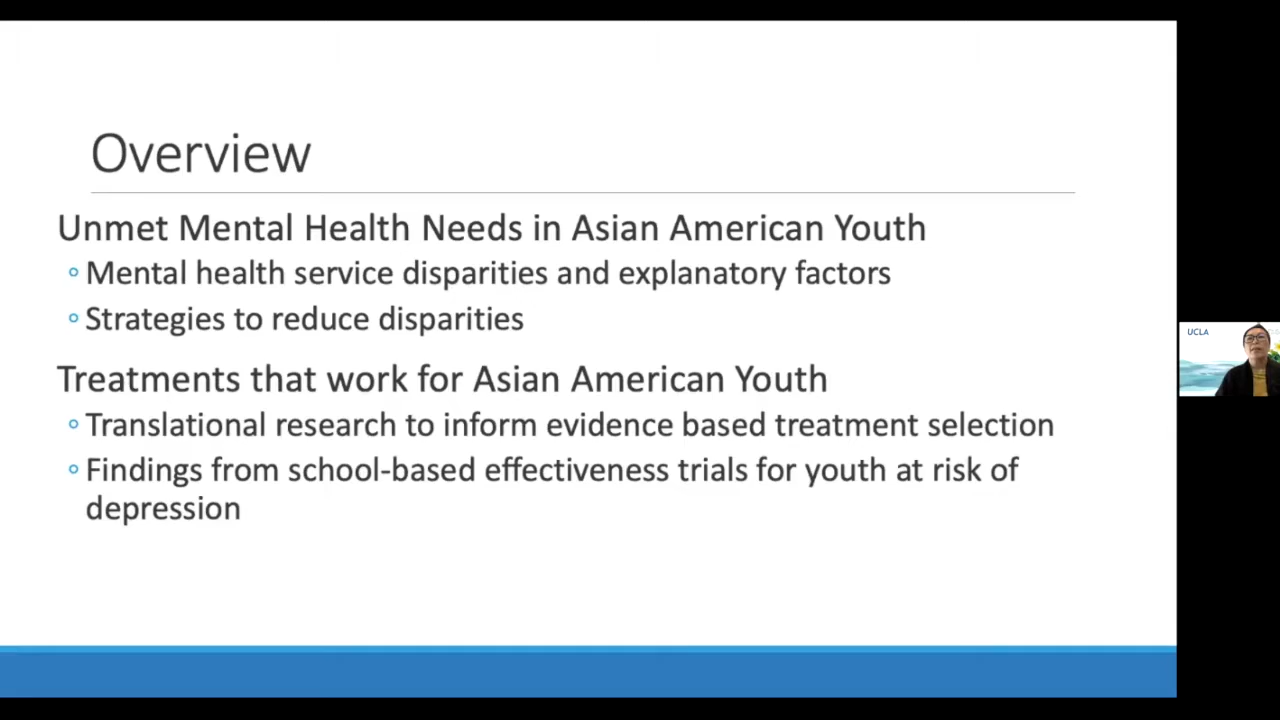 Overview
Unmet Mental Health Needs in Asian American Youth
◦ Mental health service disparities and explanatory factors
◦ Strategies to reduce disparities
Treatments that work for Asian American Youth
◦ Translational research to inform evidence based treatment selection
◦ Findings from school-based effectiveness trials for youth at risk of
depression
UCLA